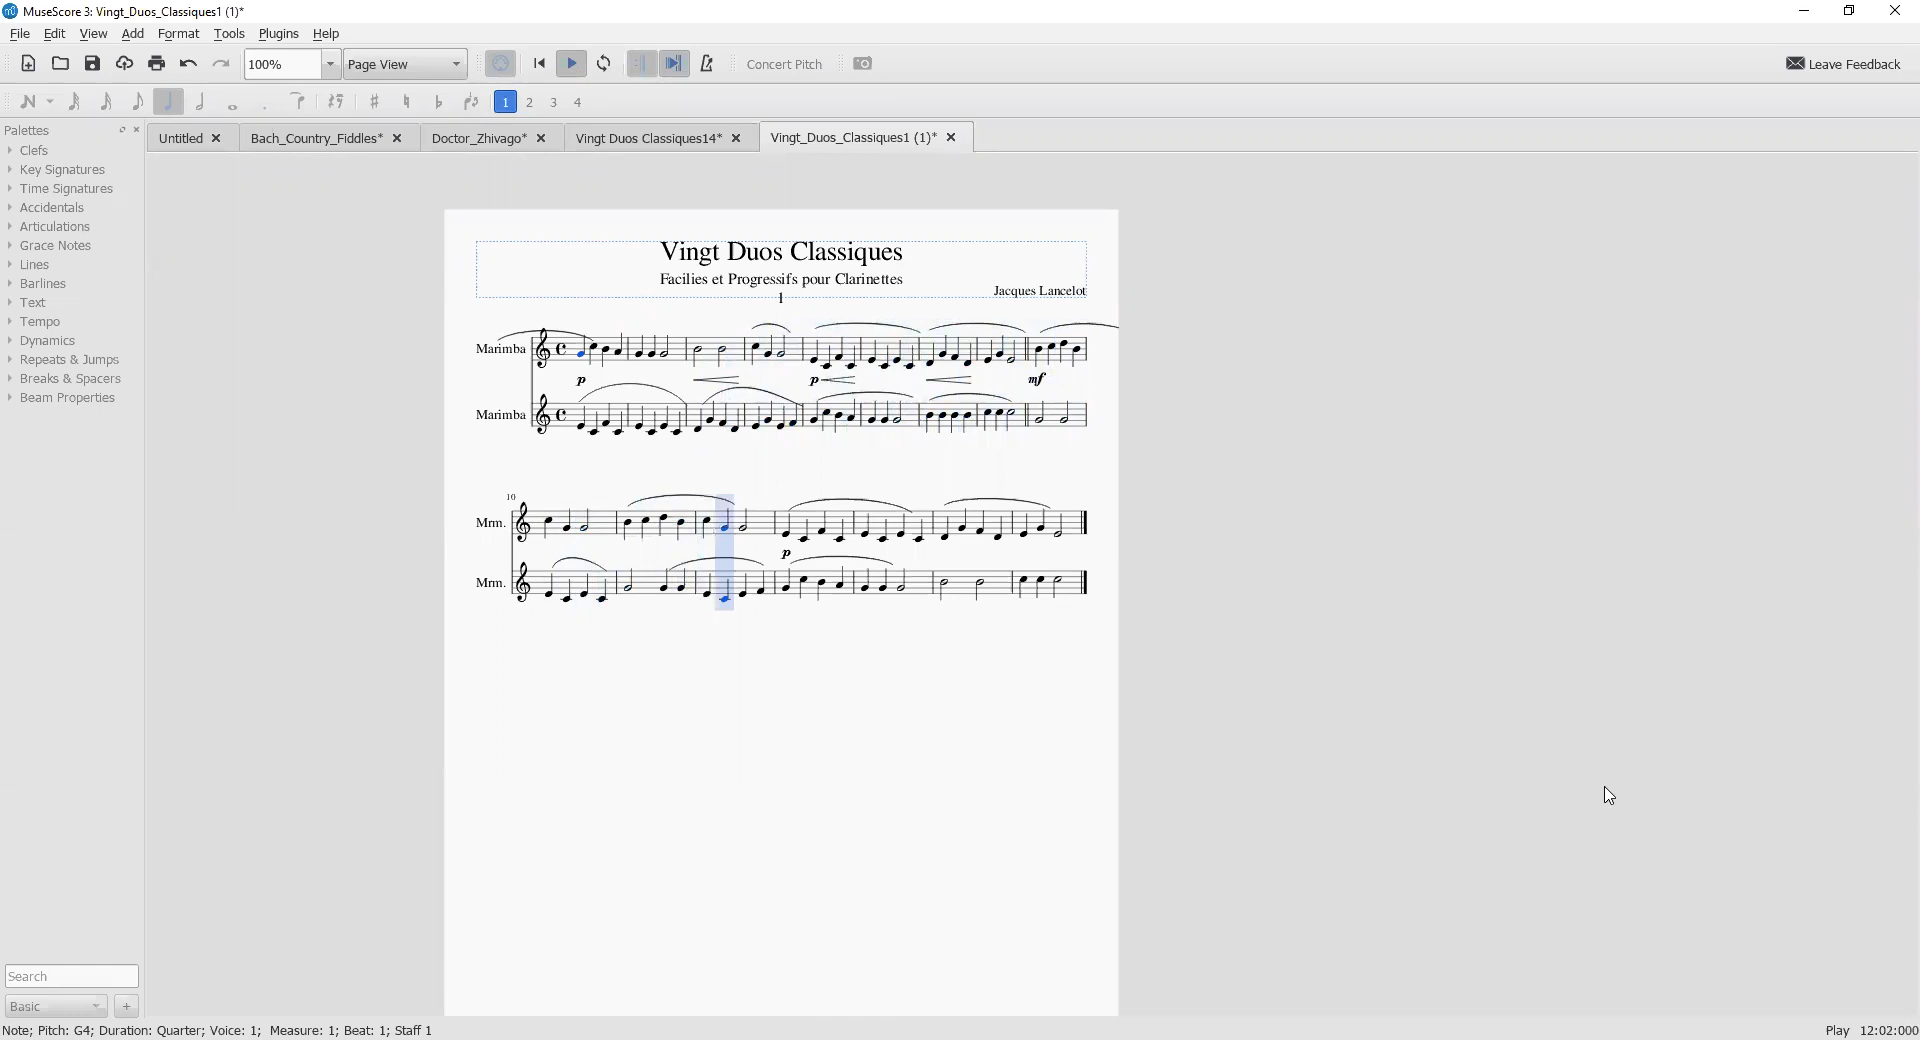 MuseScore 3: Vingt_Duos_Classiques1 (1)*
File Edit View Add Format Tools Plugins Help
100% Page View Concert Pitch Leave Feedback
1 2 3 4
Palettes
Untitled Bach_Country_Fiddles* Doctor_Zhivago* Vingt Duos Classiques14* Vingt_Duos_Classiques1 (1)*
Clefs
Key Signatures
Time Signatures
Accidentals
Articulations
Grace Notes
Lines
Barlines
Text
Tempo
Dynamics
Repeats & Jumps
Breaks & Spacers
Beam Properties
Vingt Duos Classiques
Facilies et Progressifs pour Clarinettes
Jacques Lancelot
1
Marimba
p p mf
Marimba
10
Mrm.
p
Mrm.
Search
Basic +
Note; Pitch: G4; Duration: Quarter; Voice: 1; Measure: 1; Beat: 1; Staff 1
Play 12:02:000